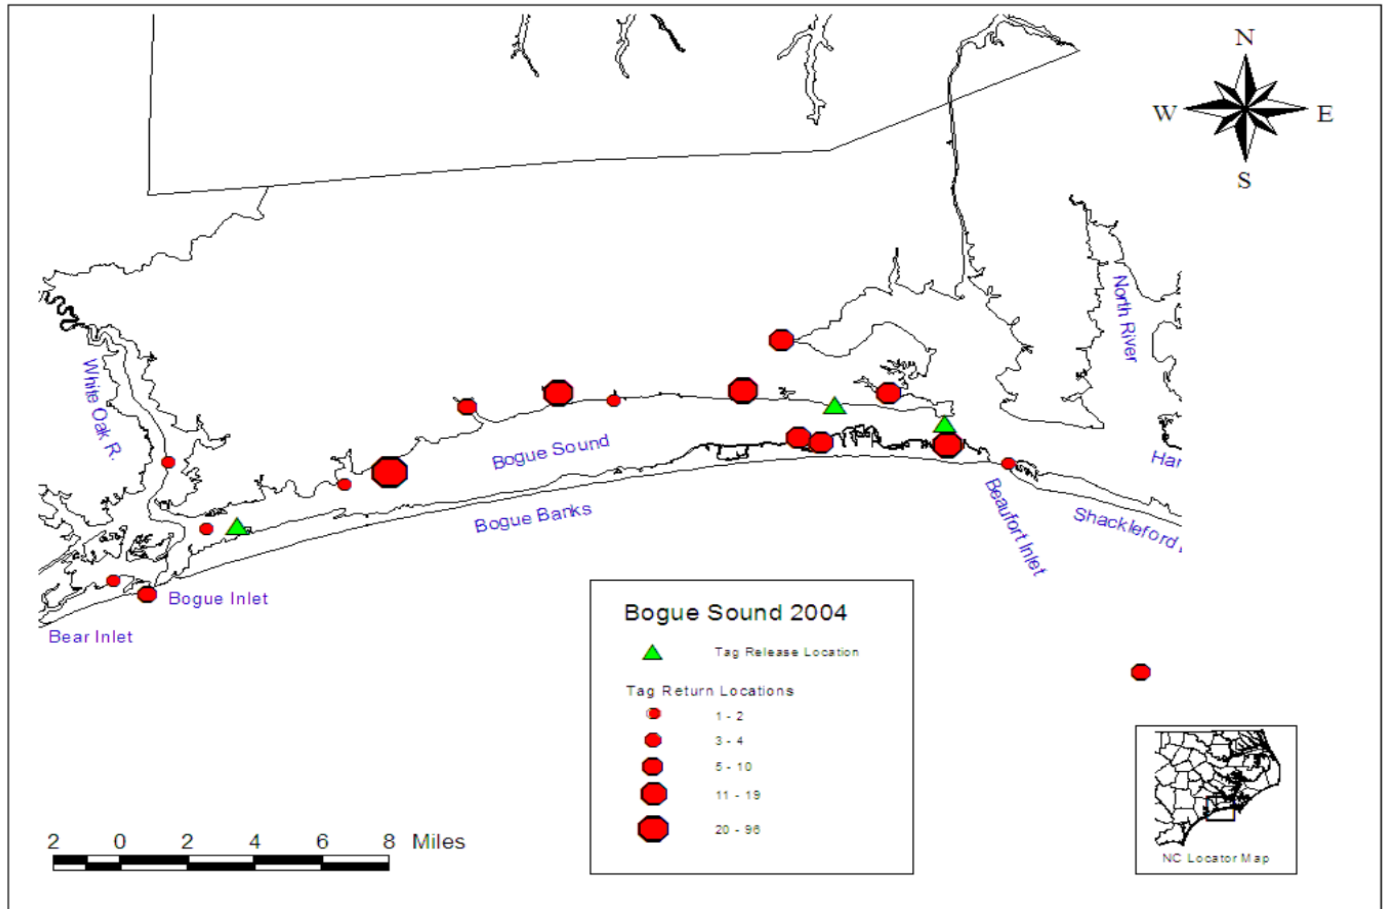 N
W E
S
North River
White Oak R.
Bogue Sound
Har
Bogue Banks
Beaufort Inlet
Shackleford
Bogue Inlet
Bear Inlet
Bogue Sound 2004
Tag Release Location
Tag Return Locations
1 - 2
3 - 4
5 - 10
11 - 19
20 - 96
2 0 2 4 6 8 Miles
NC Locator Map